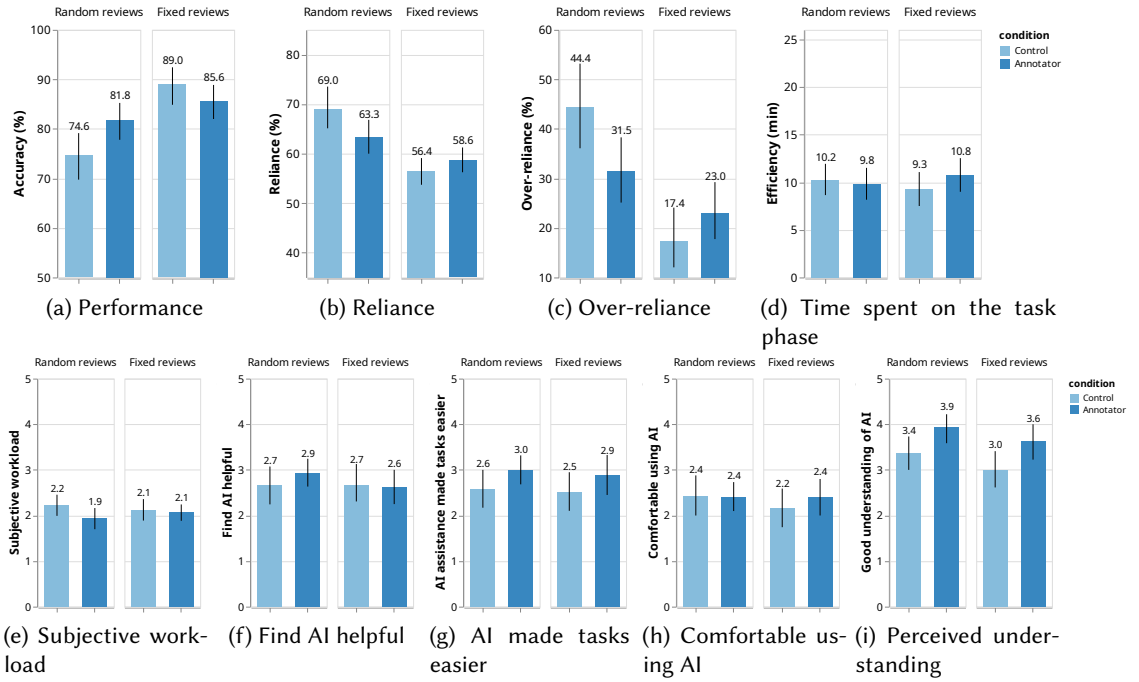 Random reviews Fixed reviews
Accuracy (%)
100
90
80
70
60
50
74.6
81.8
89.0
85.6
(a) Performance
Random reviews Fixed reviews
Reliance (%)
80
70
60
50
40
69.0
63.3
56.4
58.6
(b) Reliance
Random reviews Fixed reviews
Over-reliance (%)
60
50
40
30
20
10
44.4
31.5
17.4
23.0
(c) Over-reliance
Random reviews Fixed reviews
Efficiency (min)
25
20
15
10
5
0
10.2
9.8
9.3
10.8
(d) Time spent on the task
phase
condition
Control
Annotator
Random reviews Fixed reviews
Subjective workload
5
4
3
2
1
0
2.2
1.9
2.1
2.1
(e) Subjective work-
load
Random reviews Fixed reviews
Find AI helpful
5
4
3
2
1
0
2.7
2.9
2.7
2.6
(f) Find AI helpful
Random reviews Fixed reviews
AI assistance made tasks easier
5
4
3
2
1
0
2.6
3.0
2.5
2.9
(g) AI made tasks
easier
Random reviews Fixed reviews
Comfortable using AI
5
4
3
2
1
0
2.4
2.4
2.2
2.4
(h) Comfortable us-
ing AI
Random reviews Fixed reviews
Good understanding of AI
5
4
3
2
1
0
3.4
3.9
3.0
3.6
(i) Perceived under-
standing
condition
Control
Annotator